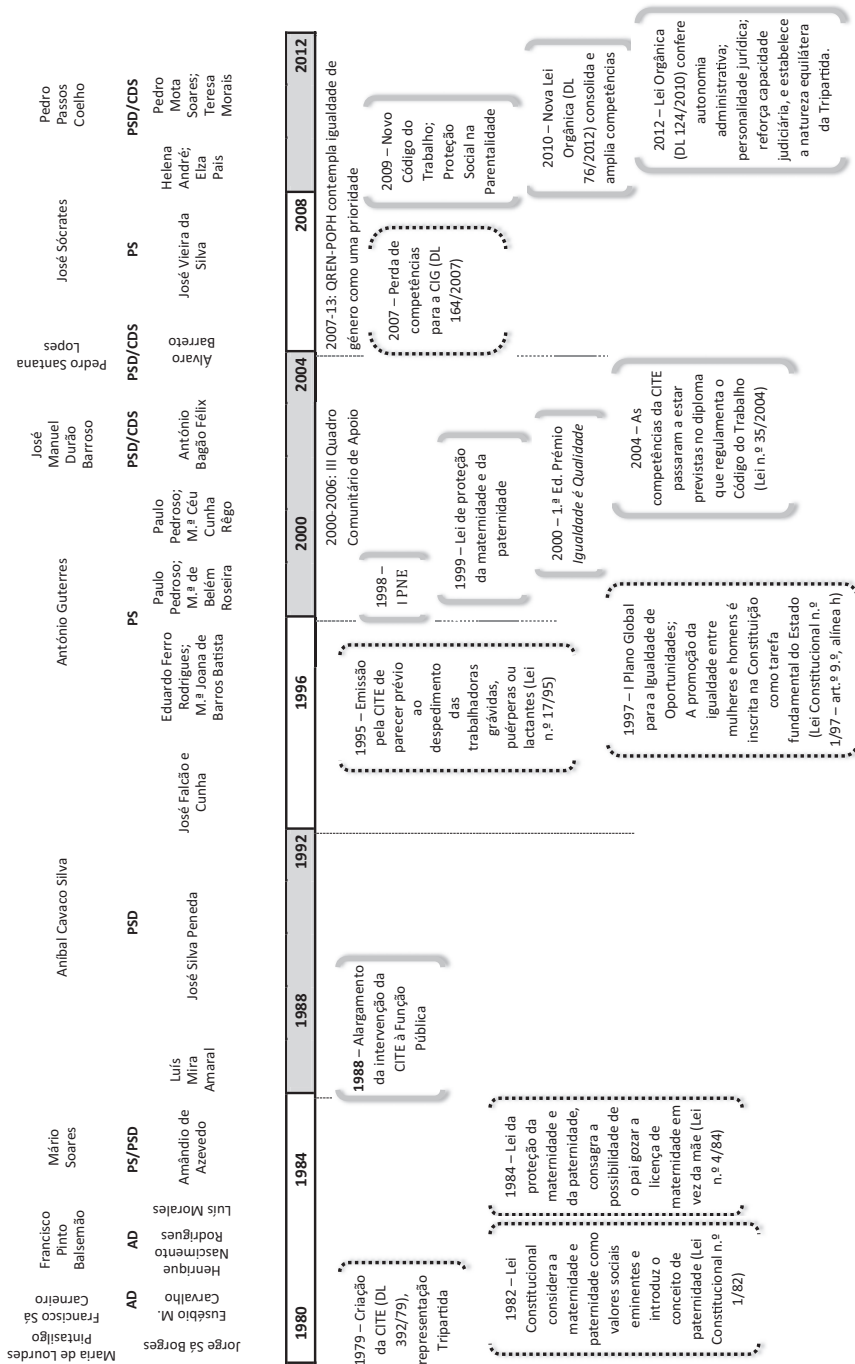 Maria de Lourdes
Pintasilgo
Francisco Sá
Carneiro
Francisco
Pinto
Balsemão
Mário
Soares
Aníbal Cavaco Silva
António Guterres
José
Manuel
Durão
Barroso
Pedro Santana
Lopes
José Sócrates
Pedro
Passos
Coelho
AD
AD
PS/PSD
PSD
PS
PSD/CDS
PSD/CDS
PS
PSD/CDS
Jorge Sá Borges
Eusébio M.
Carvalho
Henrique
Nascimento
Rodrigues
Luís Morales
Amândio de
Azevedo
Luís
Mira
Amaral
José Silva Peneda
José Falcão e
Cunha
Eduardo Ferro
Rodrigues;
M.ª Joana de
Barros Batista
Paulo
Pedroso;
M.ª de
Belém
Roseira
Paulo
Pedroso;
M.ª Céu
Cunha
Rêgo
António
Bagão Félix
Álvaro
Barreto
José Vieira da
Silva
Helena
André;
Elza
Pais
Pedro
Mota
Soares;
Teresa
Morais
1980
1984
1988
1992
1996
2000
2004
2008
2012
1979 – Criação
da CITE (DL
392/79),
representação
Tripartida
1982 – Lei
Constitucional
considera a
maternidade e
paternidade como
valores sociais
eminentes e
introduz o
conceito de
paternidade (Lei
Constitucional n.º
1/82)
1984 – Lei da
proteção da
maternidade e
da paternidade,
consagra a
possibilidade de
o pai gozar a
licença de
maternidade em
vez da mãe (Lei
n.º 4/84)
1988 – Alargamento
da intervenção da
CITE à Função
Pública
1995 – Emissão
pela CITE de
parecer prévio
ao
despedimento
das
trabalhadoras
grávidas,
puérperas ou
lactantes (Lei
n.º 17/95)
1997 – I Plano Global
para a Igualdade de
Oportunidades;
A promoção da
igualdade entre
mulheres e homens é
inscrita na Constituição
como tarefa
fundamental do Estado
(Lei Constitucional n.º
1/97 – art.º 9.º, alínea h)
2000-2006: III Quadro
Comunitário de Apoio
1998 –
I PNE
1999 – Lei de proteção
da maternidade e da
paternidade
2000 – 1.ª Ed. Prémio
Igualdade é Qualidade
2004 – As
competências da CITE
passaram a estar
previstas no diploma
que regulamenta o
Código do Trabalho
(Lei n.º 35/2004)
2007-13: QREN-POPH contempla Igualdade de
género como uma prioridade
2007 – Perda de
competências
para a CIG (DL
164/2007)
2009 – Novo
Código do
Trabalho;
Proteção
Social na
Parentalidade
2010 – Nova Lei
Orgânica (DL
76/2012) consolida e
amplia competências
2012 – Lei Orgânica
(DL 124/2010) confere
autonomia
administrativa;
personalidade jurídica;
reforça capacidade
judiciária, e estabelece
a natureza equilátera
da Tripartida.